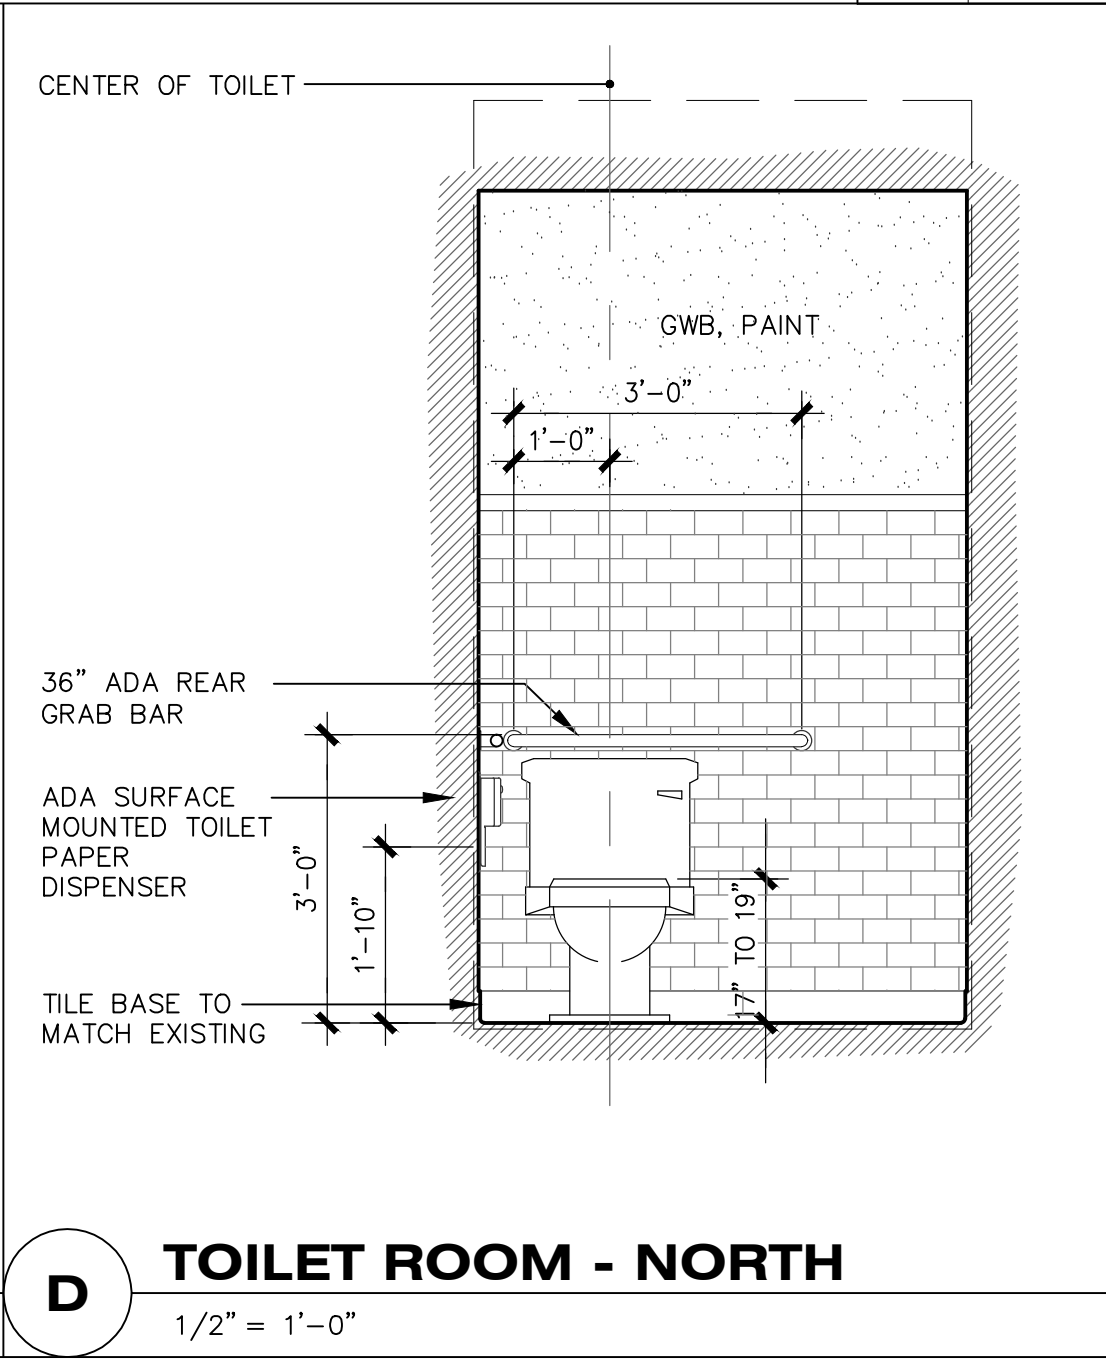 CENTER OF TOILET
GWB, PAINT
3'-0"
1'-0"
36" ADA REAR
GRAB BAR
ADA SURFACE
MOUNTED TOILET
PAPER
DISPENSER
3'-0"
1'-10"
17" TO 19"
TILE BASE TO
MATCH EXISTING
D
TOILET ROOM - NORTH
1/2" = 1'-0"